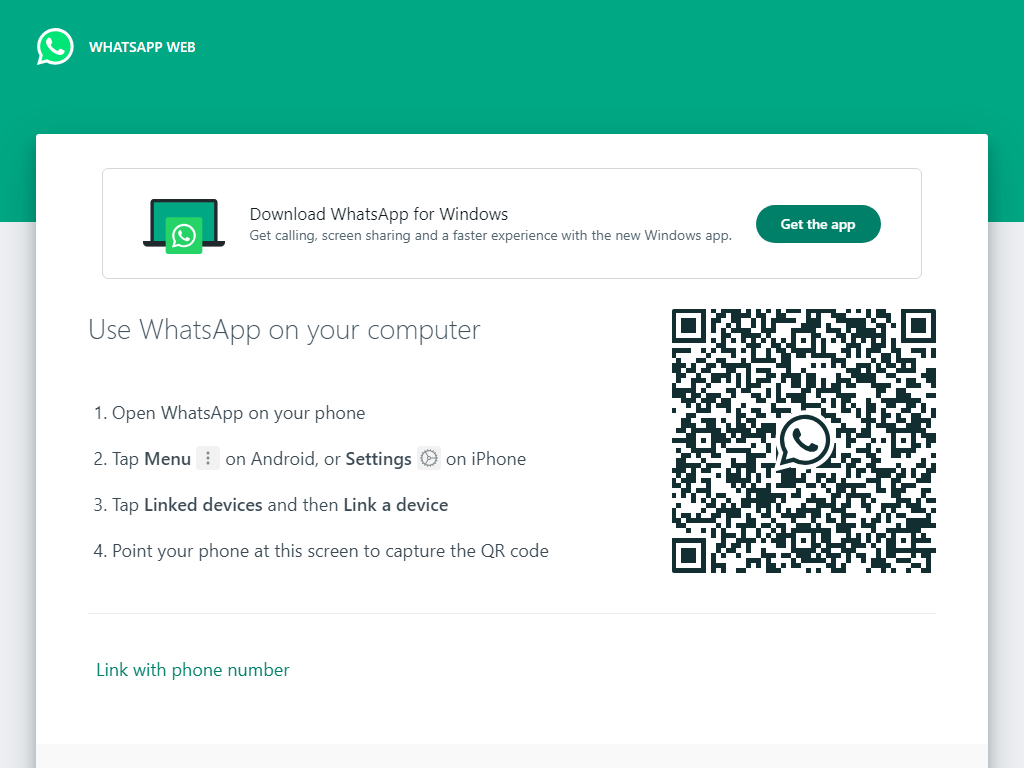 WHATSAPP WEB
Download WhatsApp for Windows
Get calling, screen sharing and a faster experience with the new Windows app.
Get the app
Use WhatsApp on your computer
1. Open WhatsApp on your phone
2. Tap Menu on Android, or Settings on iPhone
3. Tap Linked devices and then Link a device
4. Point your phone at this screen to capture the QR code
Link with phone number